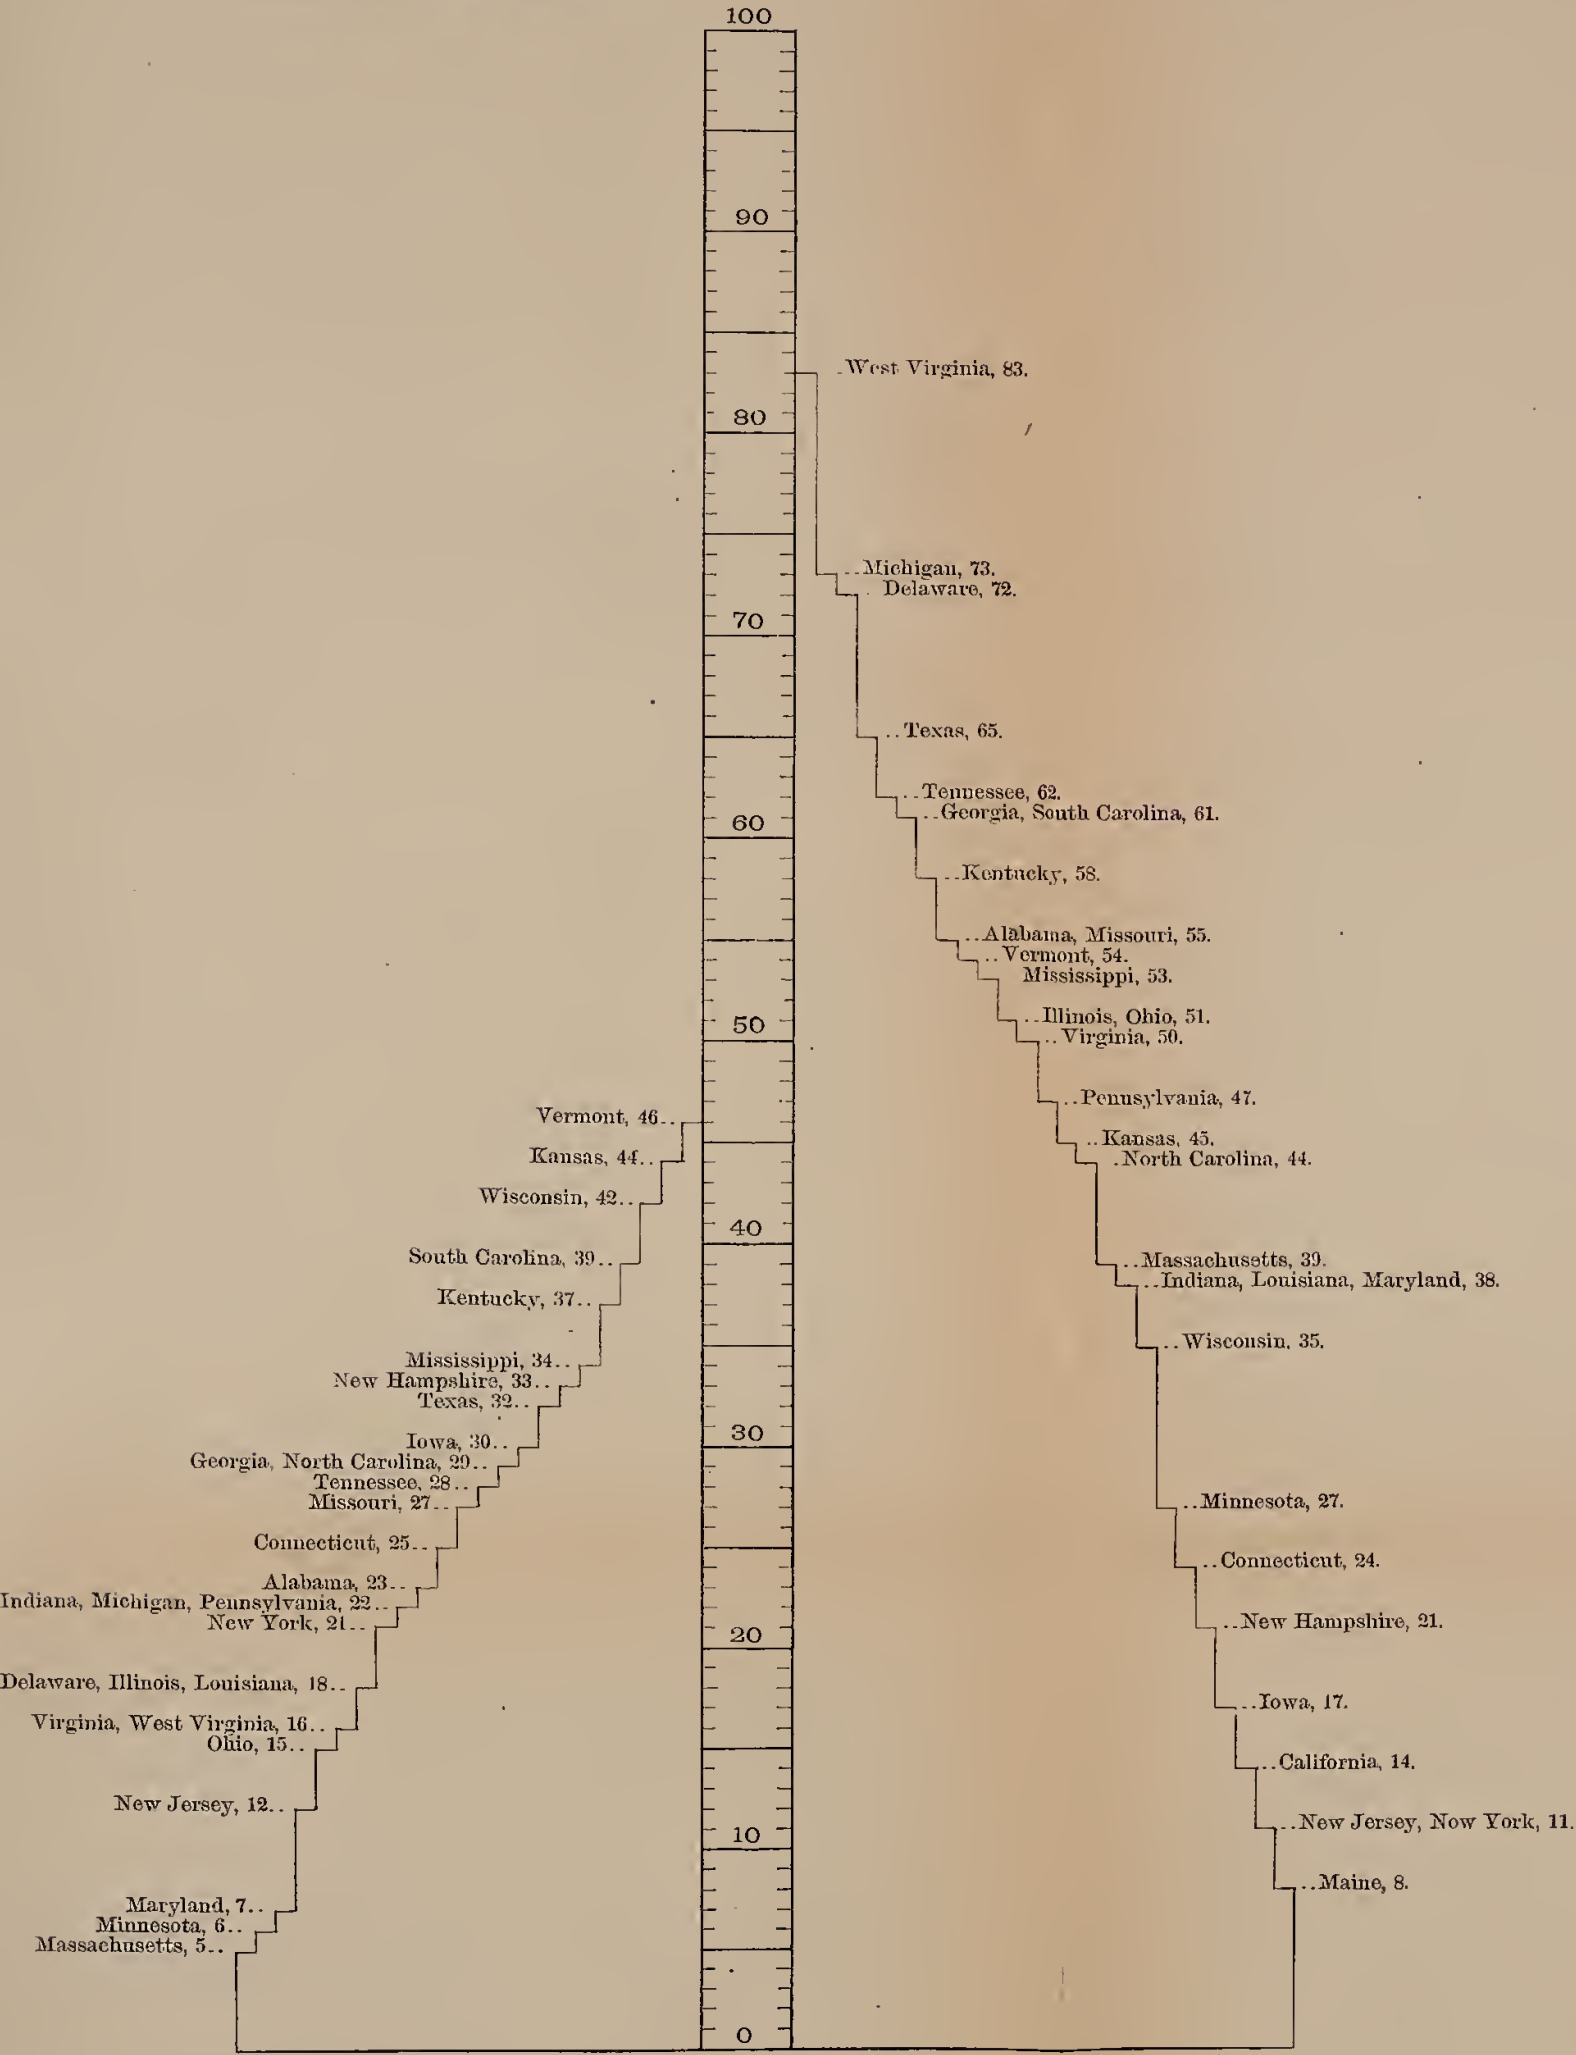 100
90
80
70
60
50
40
30
20
10
0
Vermont, 46..
Kansas, 44..
Wisconsin, 42..
South Carolina, 39..
Kentucky, 37..
Mississippi, 34..
New Hampshire, 33..
Texas, 32..
Iowa, 30..
Georgia, North Carolina, 29..
Tennessee, 28..
Missouri, 27..
Connecticut, 25..
Alabama, 23..
Indiana, Michigan, Pennsylvania, 22..
New York, 21..
Delaware, Illinois, Louisiana, 18..
Virginia, West Virginia, 16..
Ohio, 15..
New Jersey, 12..
Maryland, 7..
Minnesota, 6..
Massachusetts, 5..
West Virginia, 83.
..Michigan, 73.
Delaware, 72.
..Texas, 65.
..Tennessee, 62.
..Georgia, South Carolina, 61.
..Kentucky, 58.
..Alabama, Missouri, 55.
..Vermont, 54.
Mississippi, 53.
..Illinois, Ohio, 51.
..Virginia, 50.
..Pennsylvania, 47.
..Kansas, 45.
.North Carolina, 44.
..Massachusetts, 39.
..Indiana, Louisiana, Maryland, 38.
..Wisconsin, 35.
..Minnesota, 27.
..Connecticut, 24.
..New Hampshire, 21.
..Iowa, 17.
..California, 14.
..New Jersey, Now York, 11.
..Maine, 8.